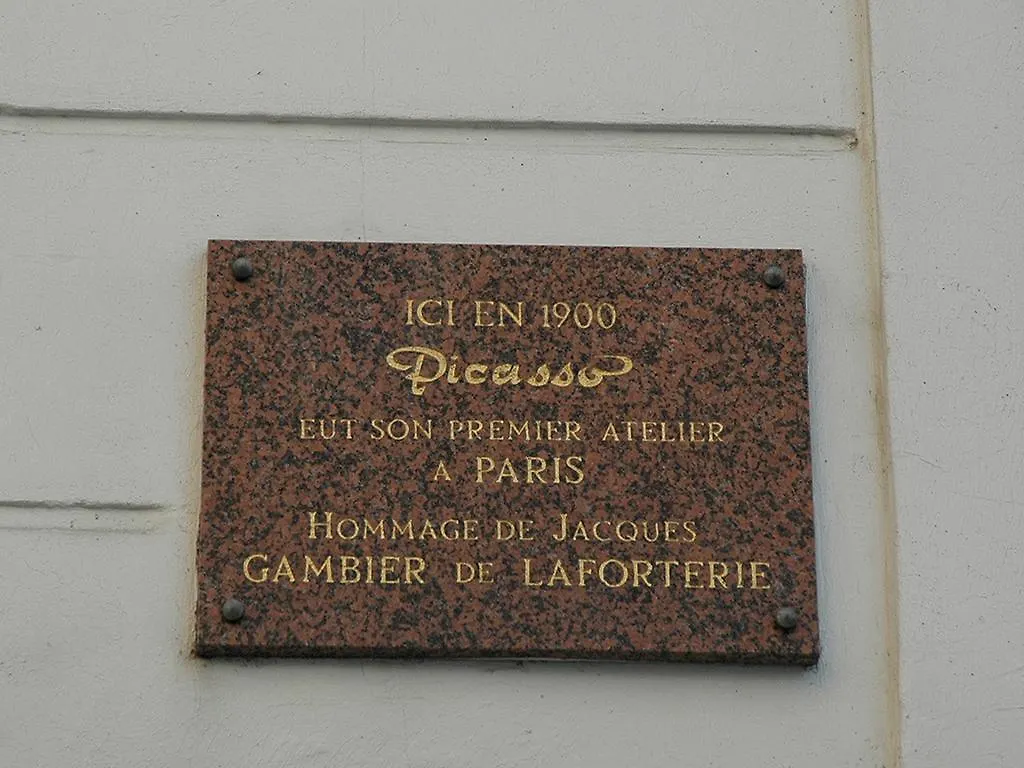 ICI EN 1900
Picasso
EUT SON PREMIER ATELIER
A PARIS
HOMMAGE DE JACQUES
GAMBIER DE LAFORTERIE